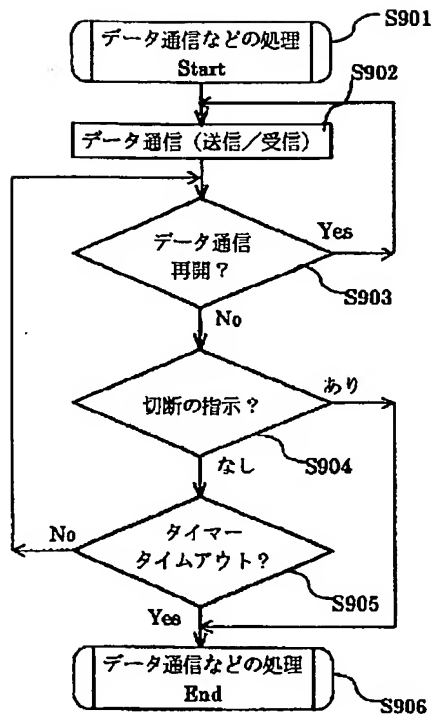 データ通信などの処理
Start
S901
S902
データ通信（送信／受信）
データ通信
再開？
Yes
S903
No
切断の指示？
あり
S904
なし
タイマー
タイムアウト？
No
S905
Yes
データ通信などの処理
End
S906